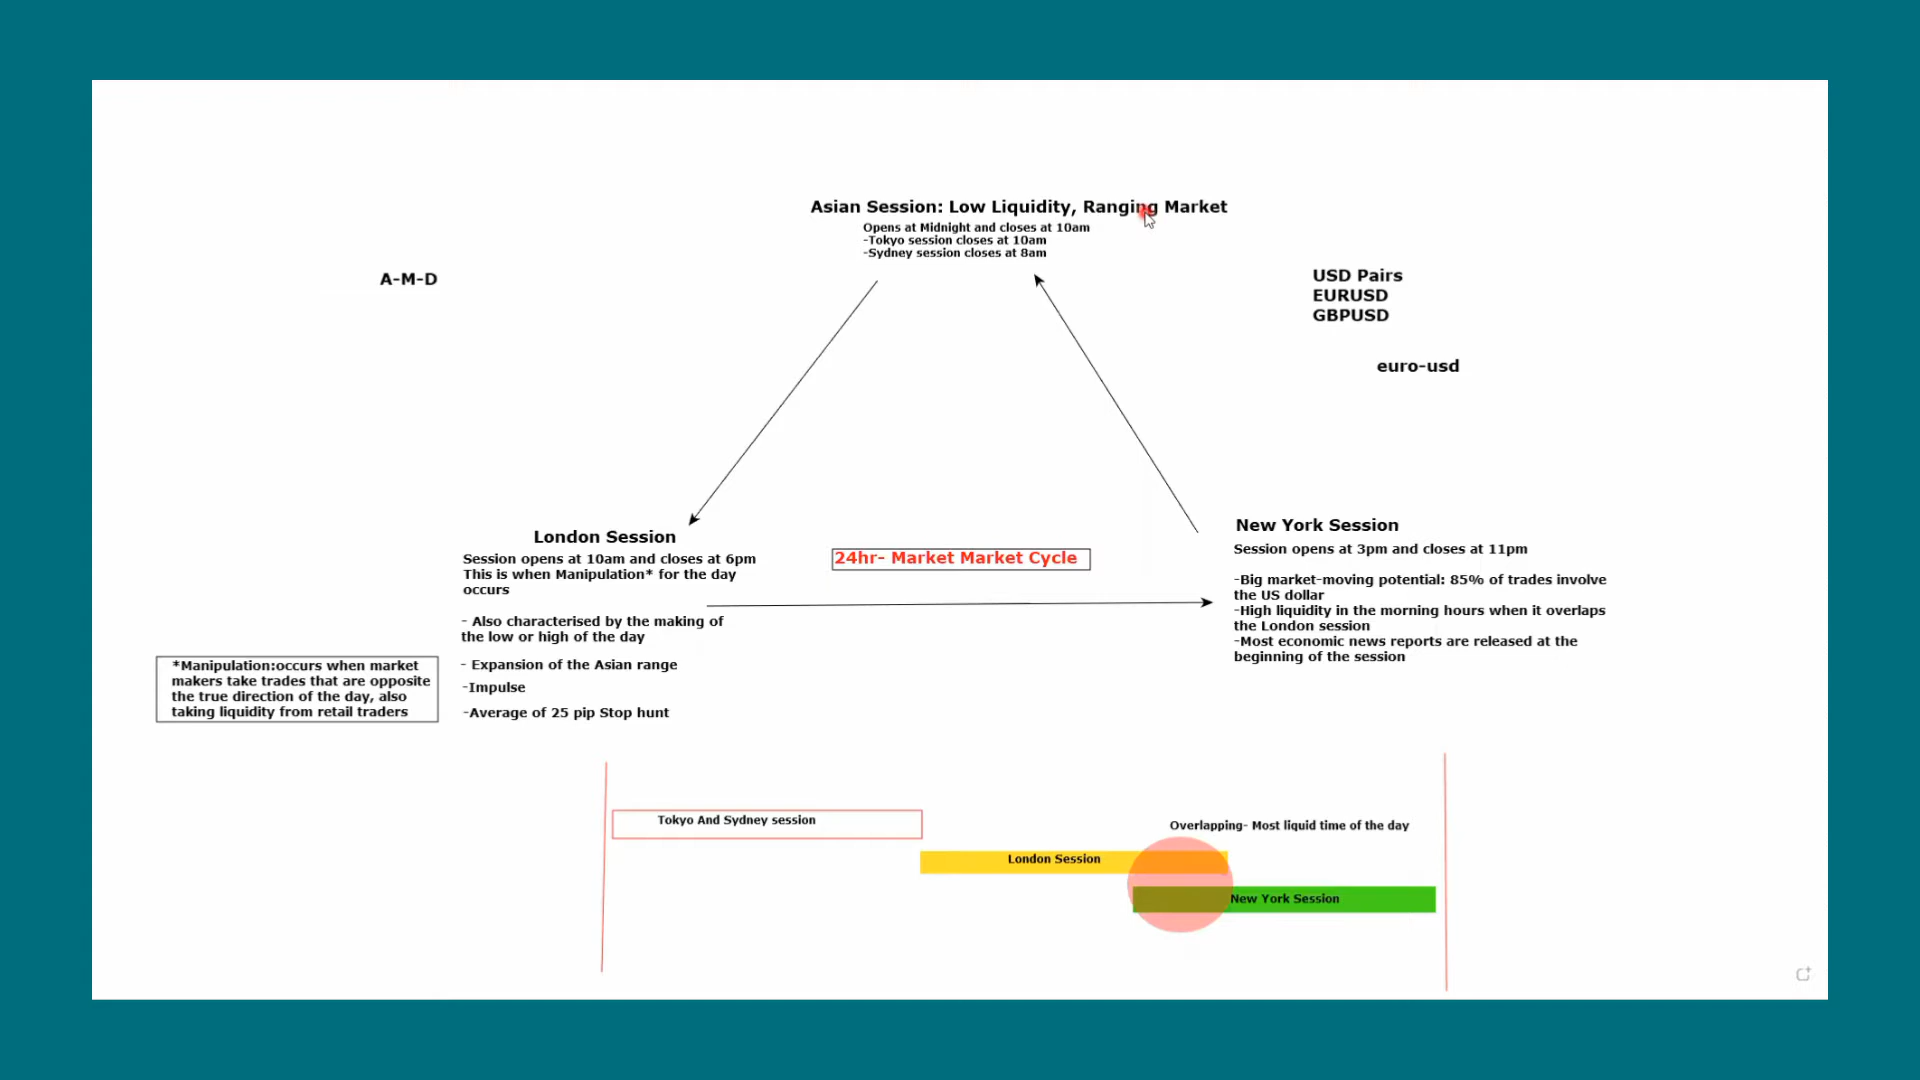 Asian Session: Low Liquidity, Ranging Market
Opens at Midnight and closes at 10am
-Tokyo session closes at 10am
-Sydney session closes at 8am
A-M-D
USD Pairs
EURUSD
GBPUSD
euro-usd
London Session
Session opens at 10am and closes at 6pm
This is when Manipulation* for the day
occurs
- Also characterised by the making of
the low or high of the day
- Expansion of the Asian range
-Impulse
-Average of 25 pip Stop hunt
*Manipulation:occurs when market
makers take trades that are opposite
the true direction of the day, also
taking liquidity from retail traders
24hr- Market Market Cycle
New York Session
Session opens at 3pm and closes at 11pm
-Big market-moving potential: 85% of trades involve
the US dollar
-High liquidity in the morning hours when it overlaps
the London session
-Most economic news reports are released at the
beginning of the session
Tokyo And Sydney session
Overlapping- Most liquid time of the day
London Session
New York Session